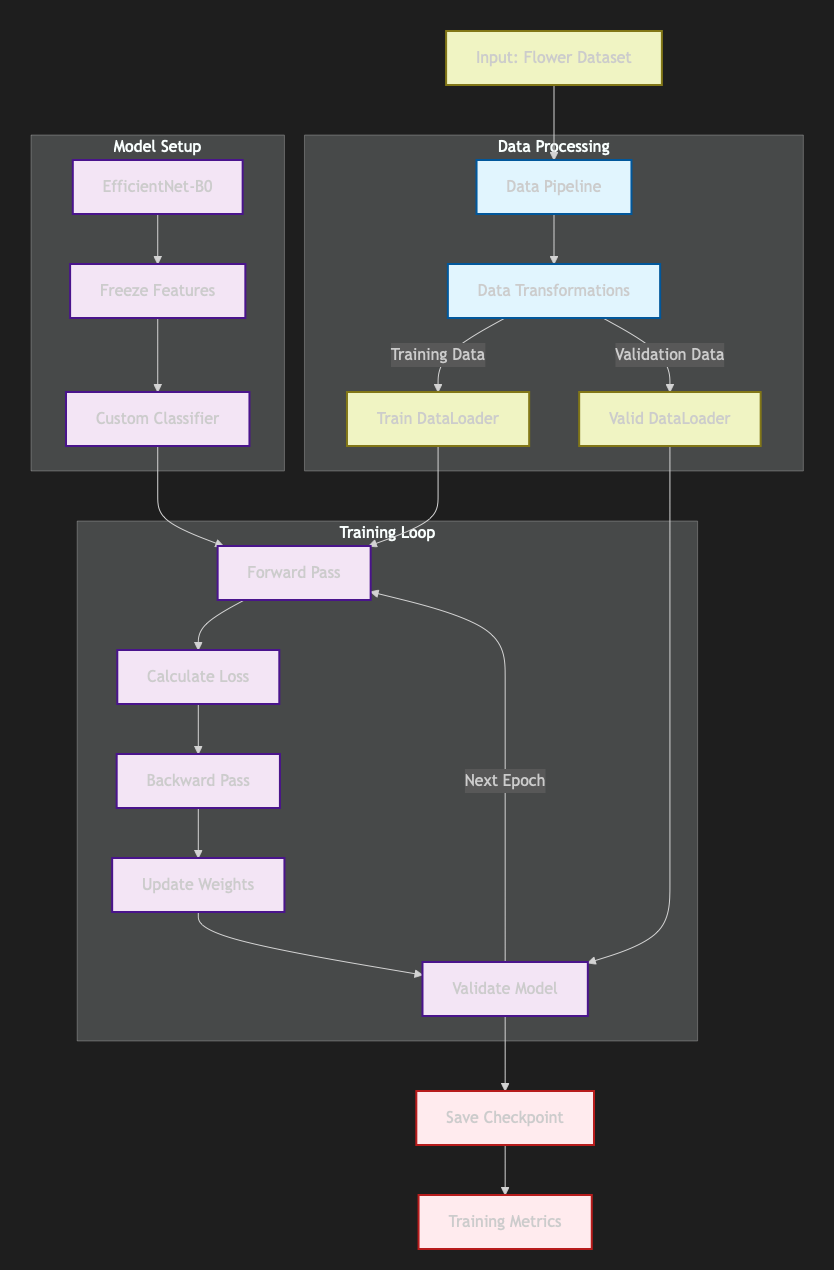 Input: Flower Dataset
Model Setup
EfficientNet-B0
Freeze Features
Custom Classifier
Data Processing
Data Pipeline
Data Transformations
Training Data
Validation Data
Train DataLoader
Valid DataLoader
Training Loop
Forward Pass
Calculate Loss
Backward Pass
Next Epoch
Update Weights
Validate Model
Save Checkpoint
Training Metrics